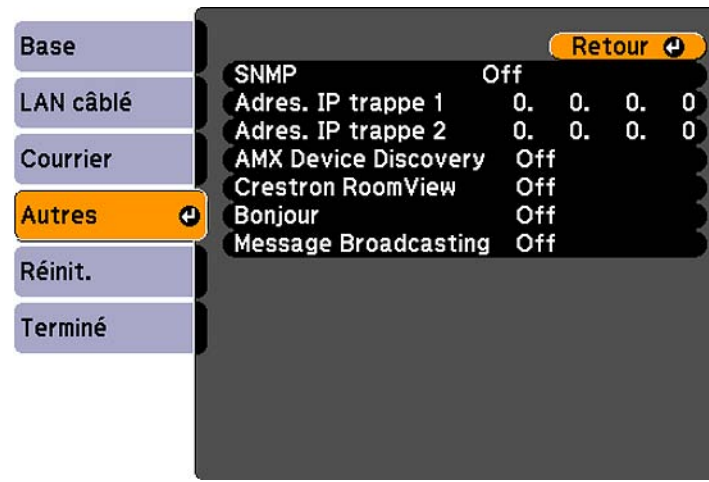 Base
LAN câblé
Courrier
Autres
Réinit.
Terminé
Retour
SNMP Off
Adres. IP trappe 1 0. 0. 0. 0
Adres. IP trappe 2 0. 0. 0. 0
AMX Device Discovery Off
Crestron RoomView Off
Bonjour Off
Message Broadcasting Off